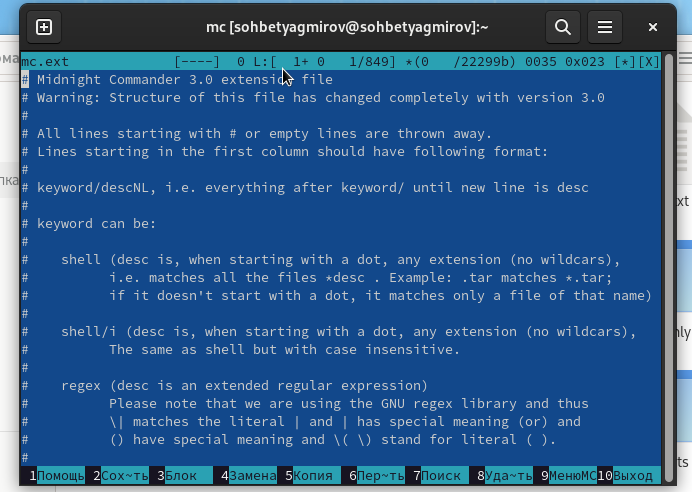 mc [sohbetyagmirov@sohbetyagmirov]:~
mc.ext [----] 0 L:[ 1+ 0 1/849] *(0 /22299b) 0035 0x023 [*][X]
# Midnight Commander 3.0 extension file
# Warning: Structure of this file has changed completely with version 3.0
#
# All lines starting with # or empty lines are thrown away.
# Lines starting in the first column should have following format:
#
# keyword/descNL, i.e. everything after keyword/ until new line is desc
#
# keyword can be:
#
#    shell (desc is, when starting with a dot, any extension (no wildcars),
#          i.e. matches all the files *desc . Example: .tar matches *.tar;
#          if it doesn't start with a dot, it matches only a file of that name)
#
#    shell/i (desc is, when starting with a dot, any extension (no wildcars),
#          The same as shell but with case insensitive.
#
#    regex (desc is an extended regular expression)
#          Please note that we are using the GNU regex library and thus
#          \| matches the literal | and | has special meaning (or) and
#          () have special meaning and \( \) stand for literal ( ).
#
1Помощь 2Сох~ть 3Блок 4Замена 5Копия 6Пер~ть 7Поиск 8Уда~ть 9МенюMC 10Выход